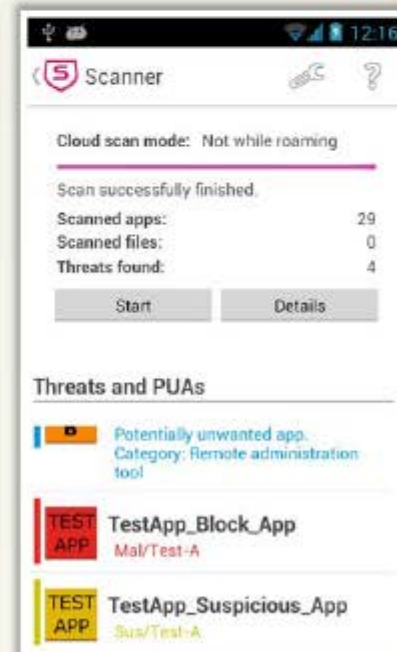 12:16
S Scanner ?
Cloud scan mode: Not while roaming
Scan successfully finished.
Scanned apps: 29
Scanned files: 0
Threats found: 4
Start Details
Threats and PUAs
Potentially unwanted app.
Category: Remote administration
tool
TEST
APP
TestApp_Block_App
Mal/Test-A
TEST
APP
TestApp_Suspicious_App
Sus/Test-A